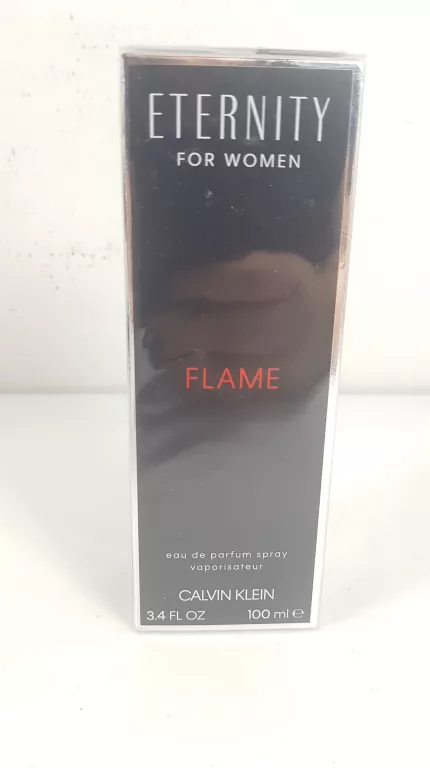 ETERNITY
FOR WOMEN
FLAME
eau de parfum spray
vaporisateur
CALVIN KLEIN
3.4 FL OZ 100 ml ℮